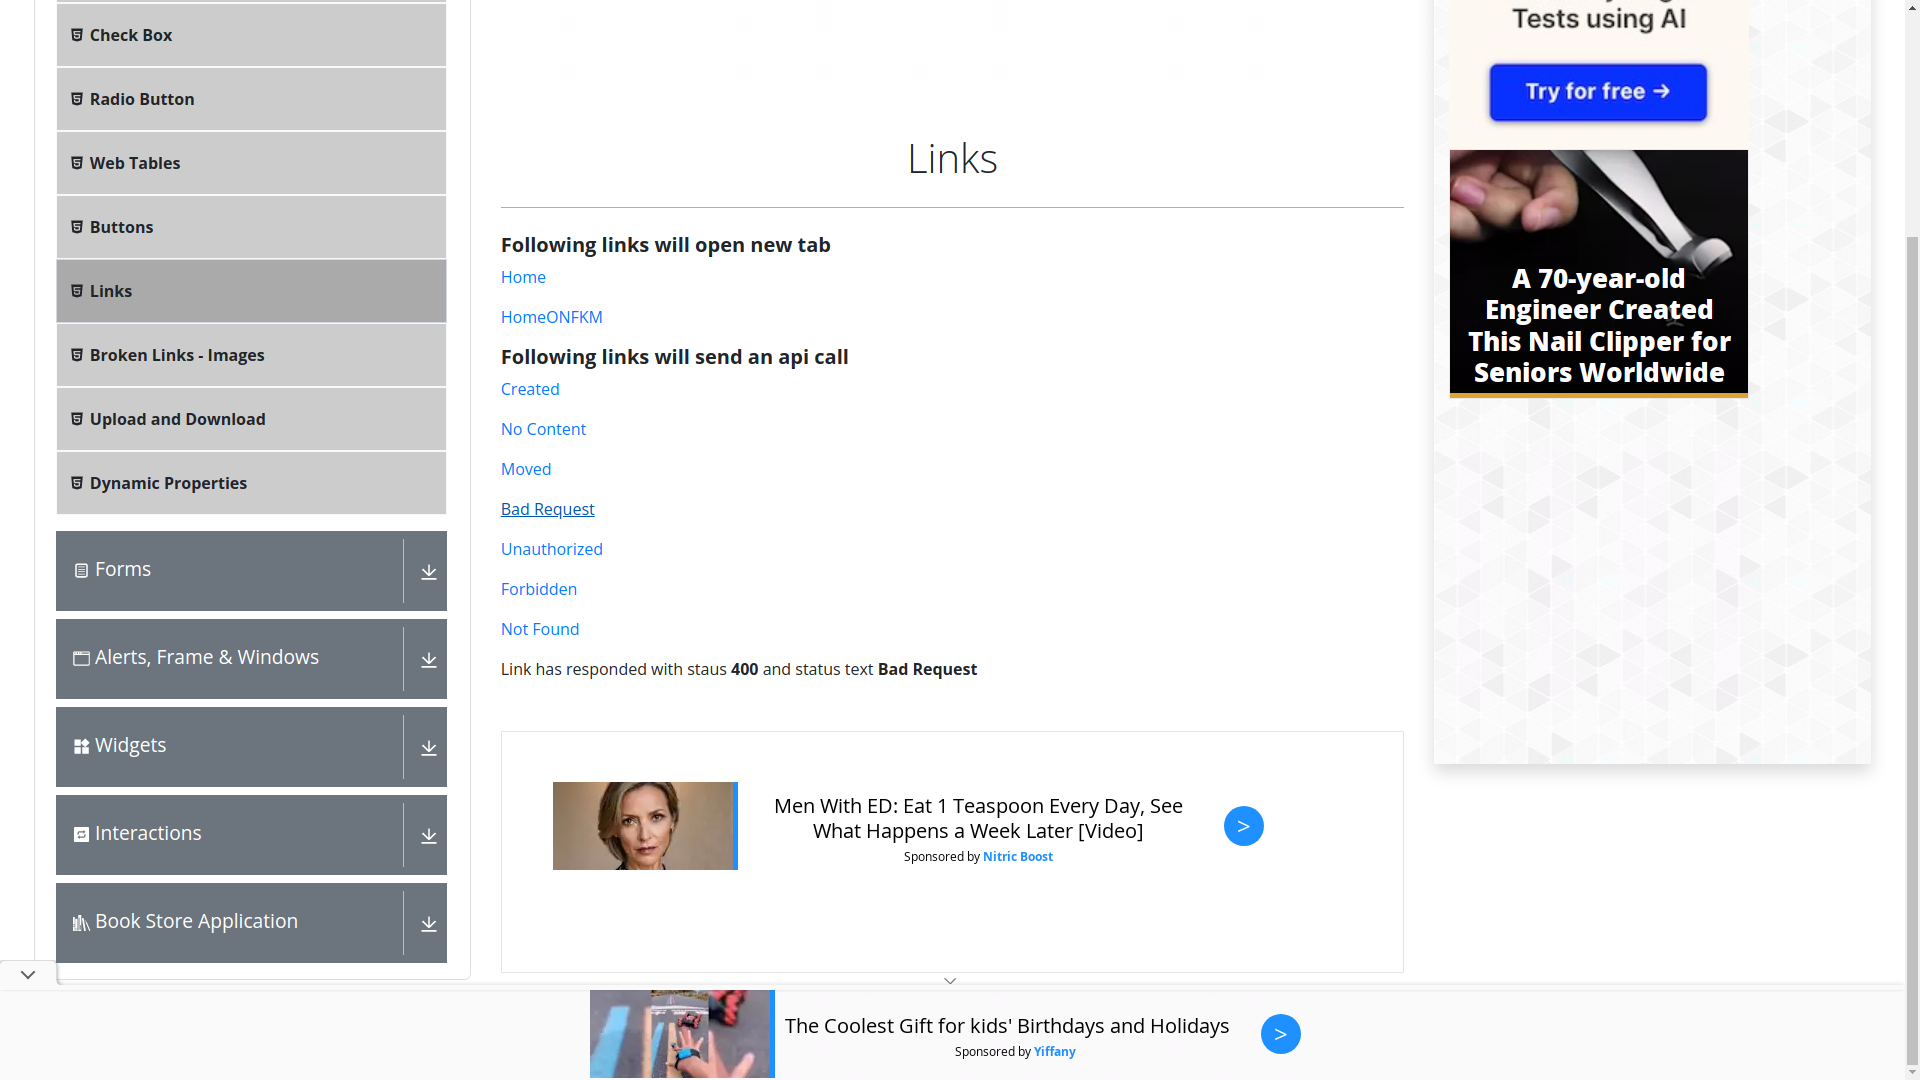 Check Box
Radio Button
Web Tables
Buttons
Links
Broken Links - Images
Upload and Download
Dynamic Properties
Forms
Alerts, Frame & Windows
Widgets
Interactions
Book Store Application
Links
Following links will open new tab
Home
HomeONFKM
Following links will send an api call
Created
No Content
Moved
Bad Request
Unauthorized
Forbidden
Not Found
Link has responded with staus 400 and status text Bad Request
Men With ED: Eat 1 Teaspoon Every Day, See
What Happens a Week Later [Video]
Sponsored by Nitric Boost
>
Tests using AI
Try for free →
A 70-year-old
Engineer Created
This Nail Clipper for
Seniors Worldwide
The Coolest Gift for kids' Birthdays and Holidays
Sponsored by Yiffany
>